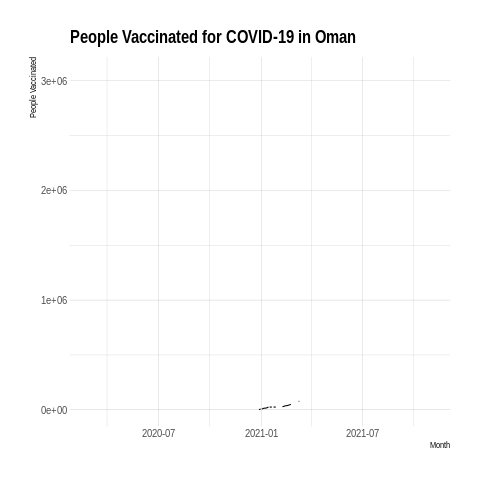 People Vaccinated for COVID-19 in Oman
People Vaccinated
3e+06
2e+06
1e+06
0e+00
2020-07 2021-01 2021-07
Month